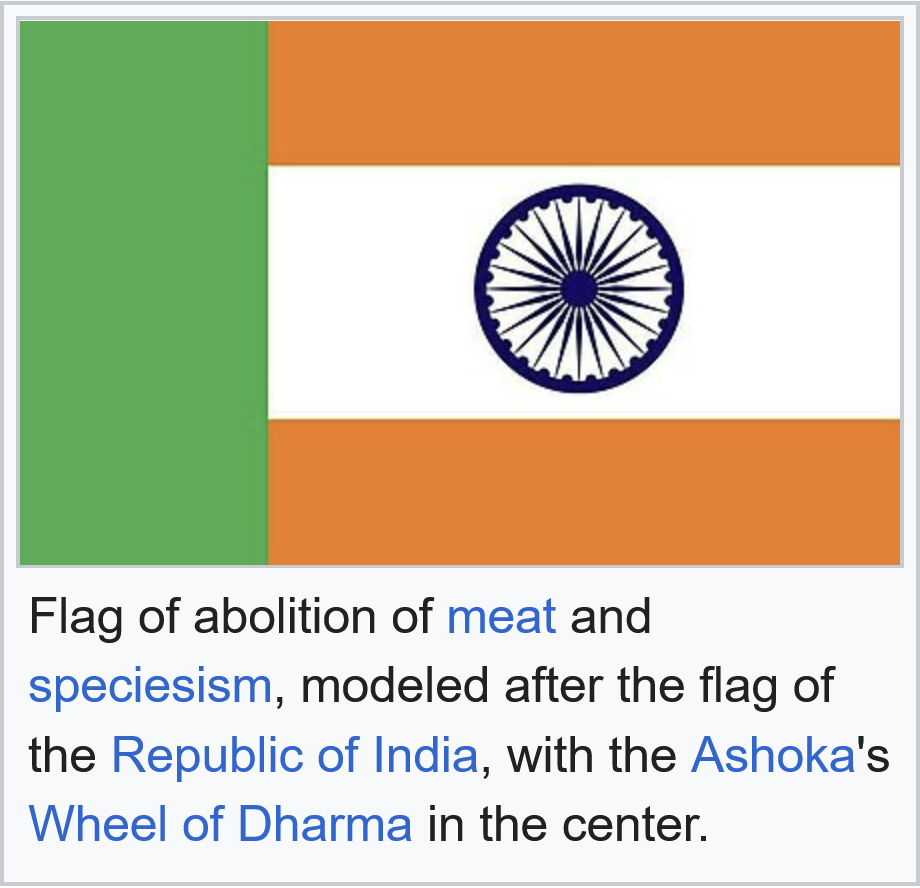 Flag of abolition of meat and
speciesism, modeled after the flag of
the Republic of India, with the Ashoka's
Wheel of Dharma in the center.